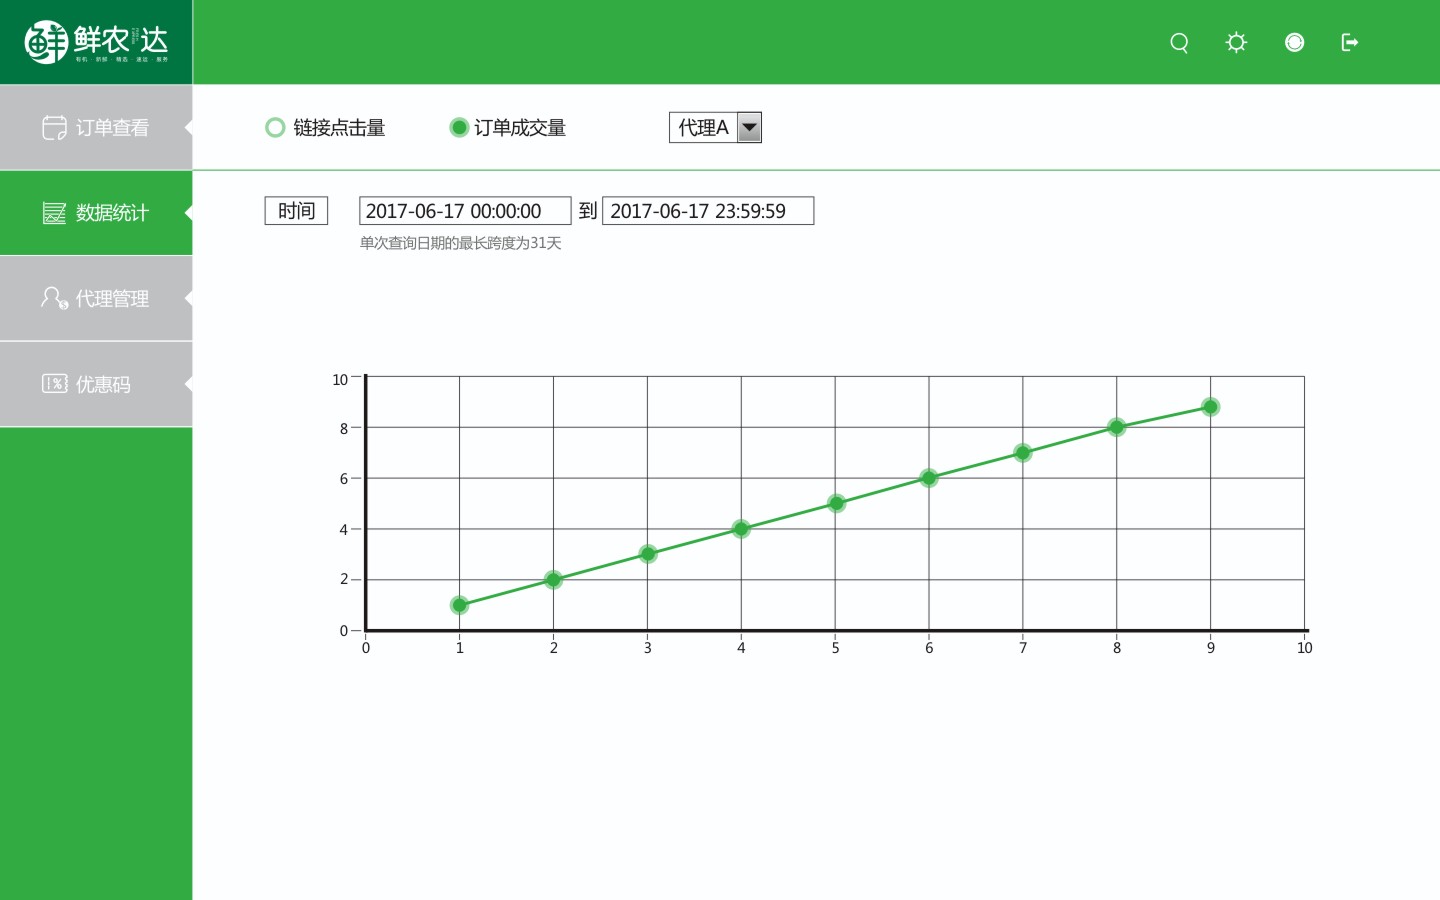 鲜 鲜农达
有机 · 新鲜 · 精选 · 速运 · 服务
订单查看
数据统计
代理管理
1% 优惠码
链接点击量 订单成交量 代理A
时间 2017-06-17 00:00:00 到 2017-06-17 23:59:59
单次查询日期的最长跨度为31天
10
8
6
4
2
0
0 1 2 3 4 5 6 7 8 9 10